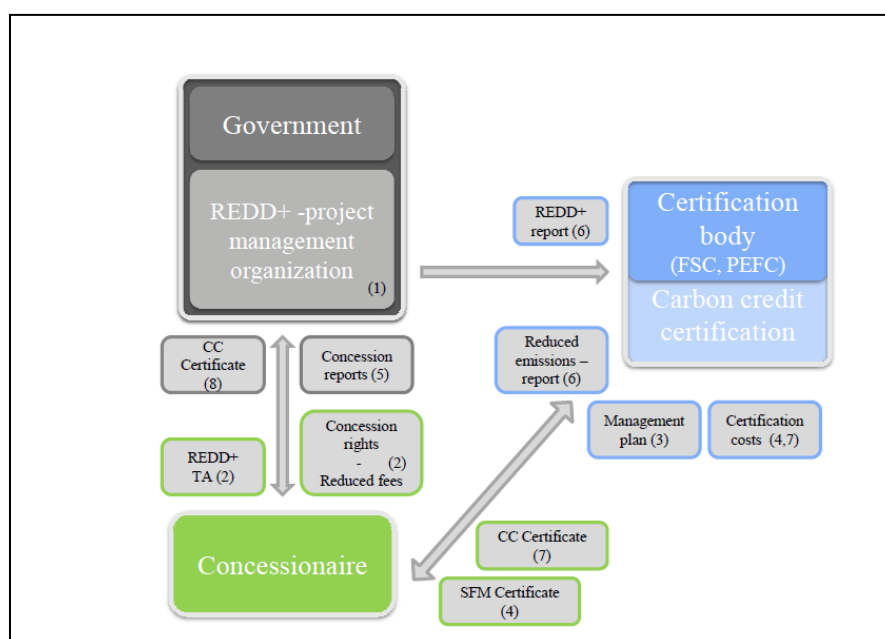 Government
REDD+ -project
management
organization
(1)
REDD+
report (6)
Certification
body
(FSC, PEFC)
Carbon credit
certification
CC
Certificate
(8)
Concession
reports (5)
Reduced
emissions –
report (6)
REDD+
TA (2)
Concession
rights
- (2)
Reduced fees
Management
plan (3)
Certification
costs (4,7)
Concessionaire
CC Certificate
(7)
SFM Certificate
(4)